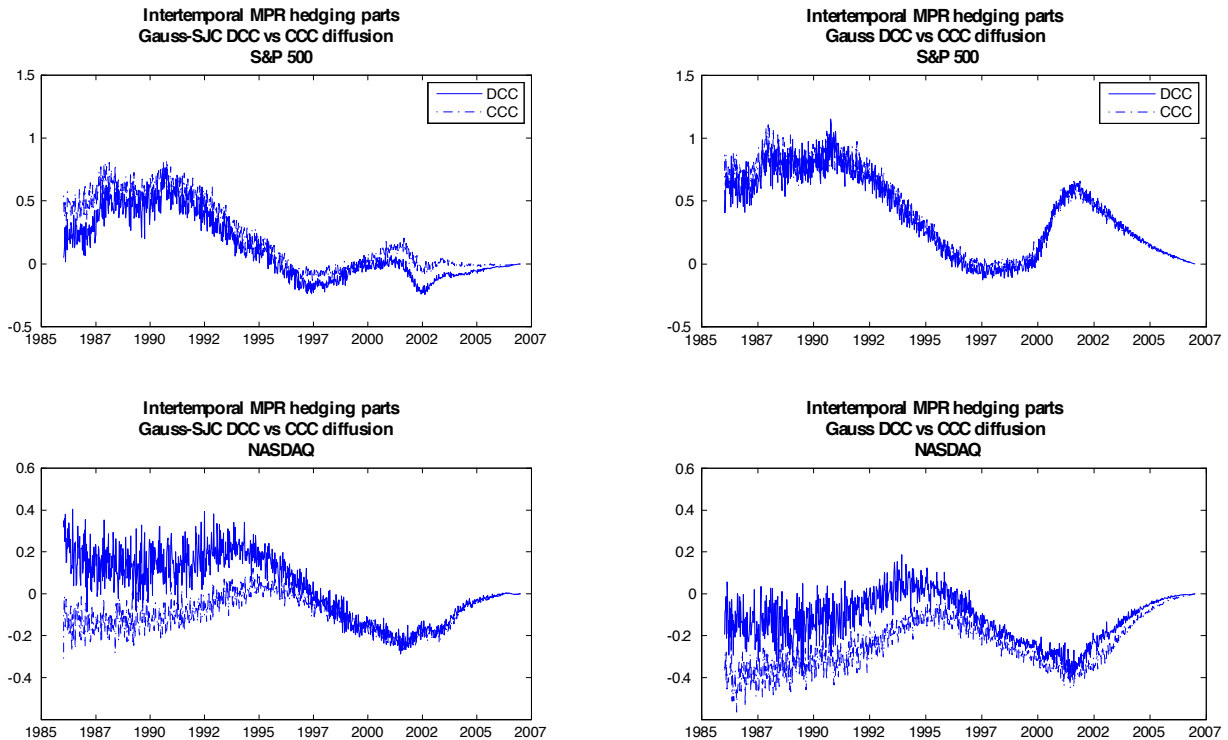 Intertemporal MPR hedging parts
Gauss-SJC DCC vs CCC diffusion
S&P 500
1.5
1
0.5
0
-0.5
DCC
CCC
1985 1987 1990 1992 1995 1997 2000 2002 2005 2007
Intertemporal MPR hedging parts
Gauss DCC vs CCC diffusion
S&P 500
1.5
1
0.5
0
-0.5
DCC
CCC
1985 1987 1990 1992 1995 1997 2000 2002 2005 2007
Intertemporal MPR hedging parts
Gauss-SJC DCC vs CCC diffusion
NASDAQ
0.6
0.4
0.2
0
-0.2
-0.4
1985 1987 1990 1992 1995 1997 2000 2002 2005 2007
Intertemporal MPR hedging parts
Gauss DCC vs CCC diffusion
NASDAQ
0.6
0.4
0.2
0
-0.2
-0.4
1985 1987 1990 1992 1995 1997 2000 2002 2005 2007